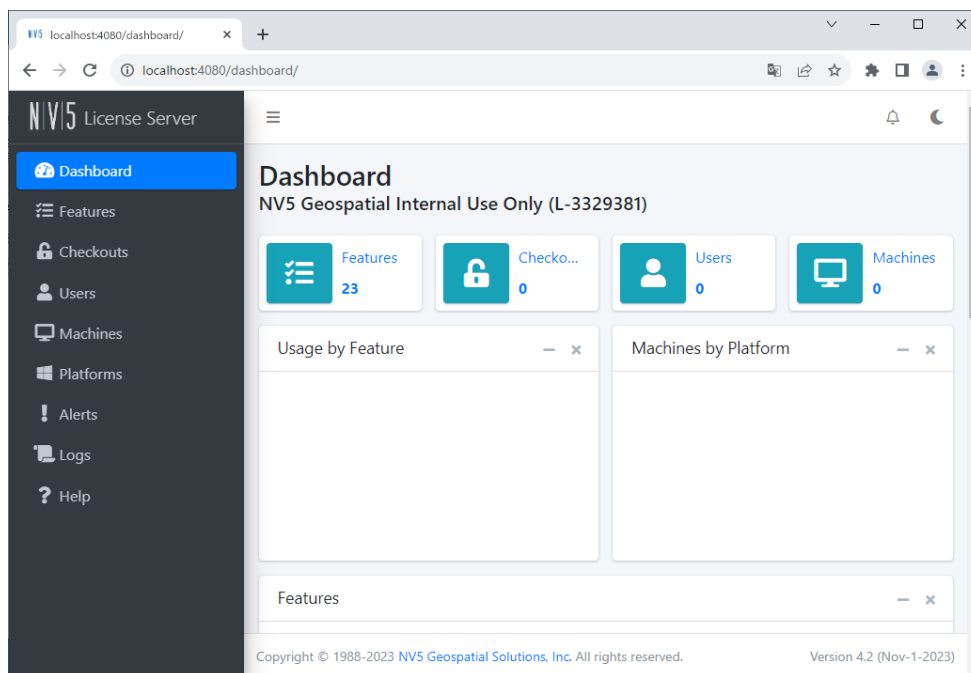 NV5 localhost:4080/dashboard/
localhost:4080/dashboard/
NV5 License Server
Dashboard
Features
Checkouts
Users
Machines
Platforms
Alerts
Logs
Help
Dashboard
NV5 Geospatial Internal Use Only (L-3329381)
Features
23
Checko...
0
Users
0
Machines
0
Usage by Feature
Machines by Platform
Features
Copyright © 1988-2023 NV5 Geospatial Solutions, Inc. All rights reserved.
Version 4.2 (Nov-1-2023)